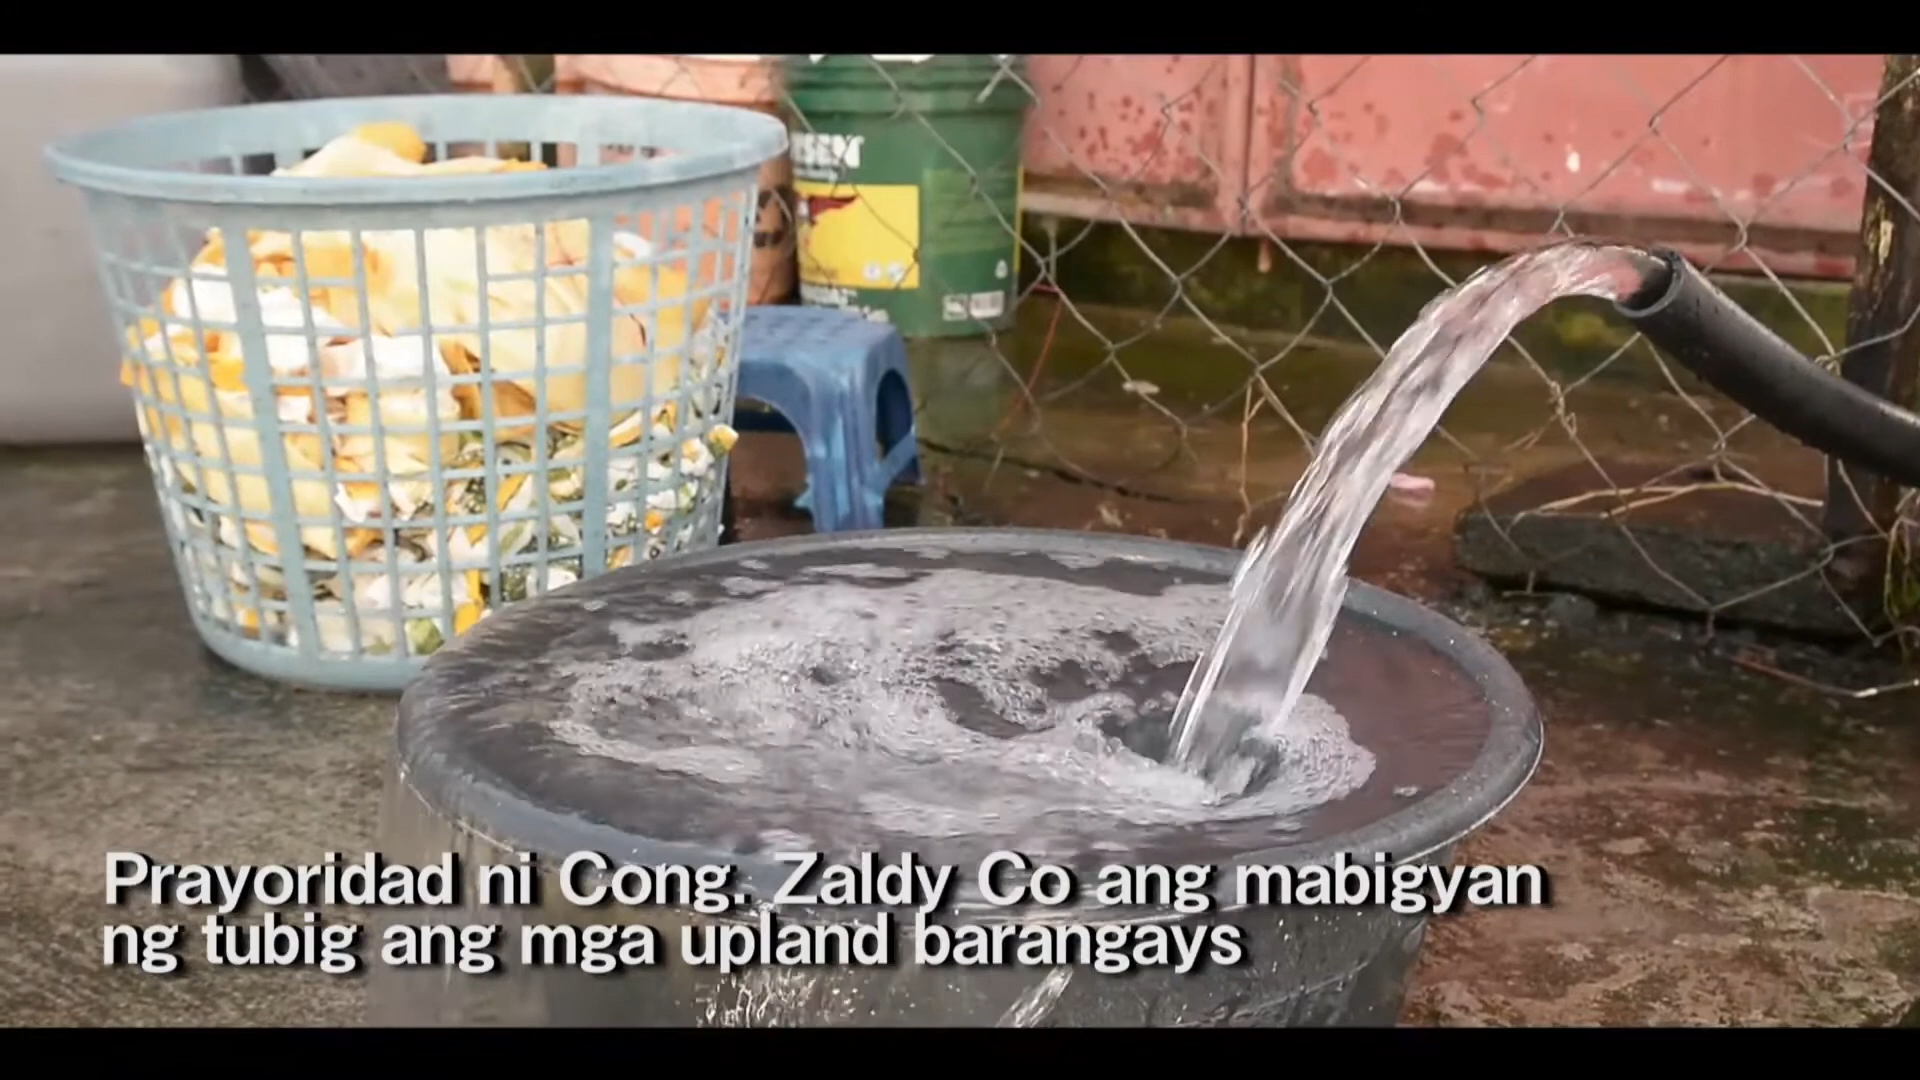 Prayoridad ni Cong. Zaldy Co ang mabigyan
ng tubig ang mga upland barangays